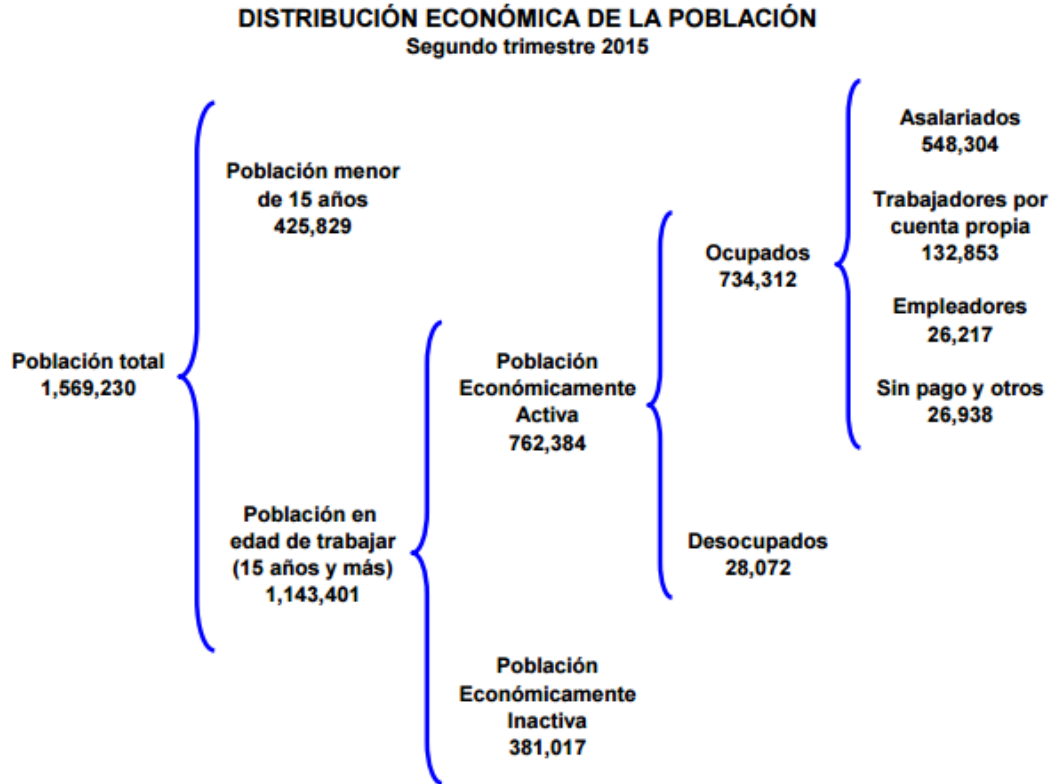 DISTRIBUCIÓN ECONÓMICA DE LA POBLACIÓN
Segundo trimestre 2015
Población total
1,569,230
Población menor
de 15 años
425,829
Población en
edad de trabajar
(15 años y más)
1,143,401
Población
Económicamente
Activa
762,384
Población
Económicamente
Inactiva
381,017
Ocupados
734,312
Desocupados
28,072
Asalariados
548,304
Trabajadores por
cuenta propia
132,853
Empleadores
26,217
Sin pago y otros
26,938